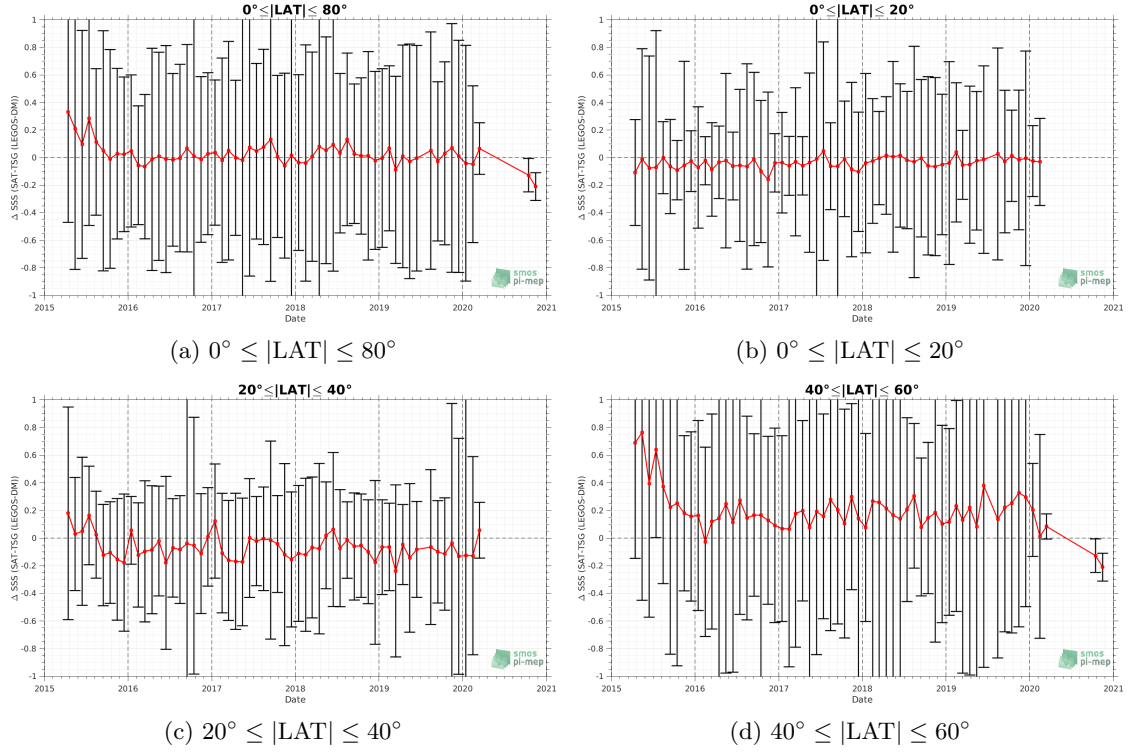 0°≤|LAT|≤ 80°
Δ SSS (SAT-TSG (LEGOS-DM))
1
0.8
0.6
0.4
0.2
0
-0.2
-0.4
-0.6
-0.8
-1
2015 2016 2017 2018 2019 2020 2021
Date
smos
pi-mep
(a) 0° ≤ |LAT| ≤ 80°
0°≤|LAT|≤ 20°
Δ SSS (SAT-TSG (LEGOS-DM))
1
0.8
0.6
0.4
0.2
0
-0.2
-0.4
-0.6
-0.8
-1
2015 2016 2017 2018 2019 2020 2021
Date
smos
pi-mep
(b) 0° ≤ |LAT| ≤ 20°
20°≤|LAT|≤ 40°
Δ SSS (SAT-TSG (LEGOS-DM))
1
0.8
0.6
0.4
0.2
0
-0.2
-0.4
-0.6
-0.8
-1
2015 2016 2017 2018 2019 2020 2021
Date
smos
pi-mep
(c) 20° ≤ |LAT| ≤ 40°
40°≤|LAT|≤ 60°
Δ SSS (SAT-TSG (LEGOS-DM))
1
0.8
0.6
0.4
0.2
0
-0.2
-0.4
-0.6
-0.8
-1
2015 2016 2017 2018 2019 2020 2021
Date
smos
pi-mep
(d) 40° ≤ |LAT| ≤ 60°